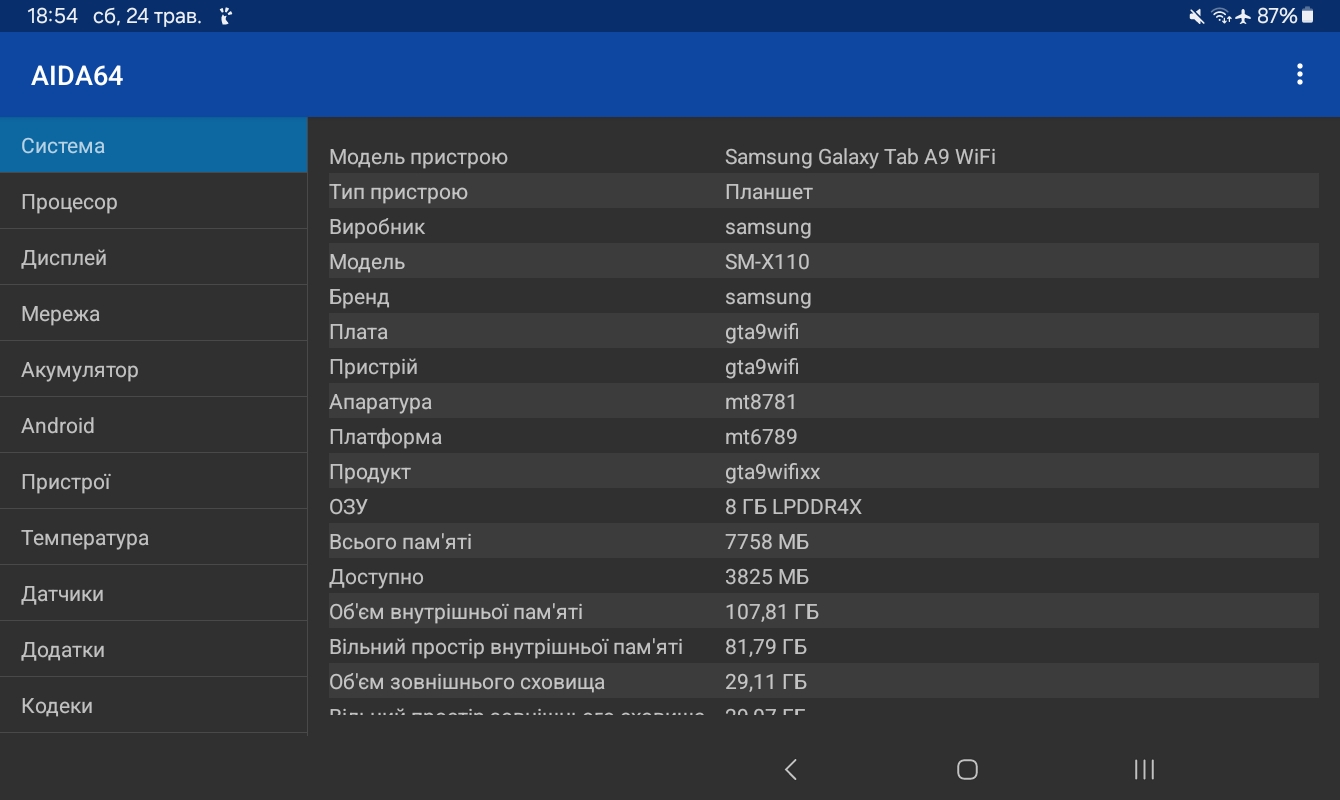 18:54 сб, 24 трав. 87%
AIDA64
Система
Процесор
Дисплей
Мережа
Акумулятор
Android
Пристрої
Температура
Датчики
Додатки
Кодеки
Модель пристрою Samsung Galaxy Tab A9 WiFi
Тип пристрою Планшет
Виробник samsung
Модель SM-X110
Бренд samsung
Плата gta9wifi
Пристрій gta9wifi
Апаратура mt8781
Платформа mt6789
Продукт gta9wifixx
ОЗУ 8 ГБ LPDDR4X
Всього пам'яті 7758 МБ
Доступно 3825 МБ
Об'єм внутрішньої пам'яті 107,81 ГБ
Вільний простір внутрішньої пам'яті 81,79 ГБ
Об'єм зовнішнього сховища 29,11 ГБ
Вільний простір зовнішнього сховища